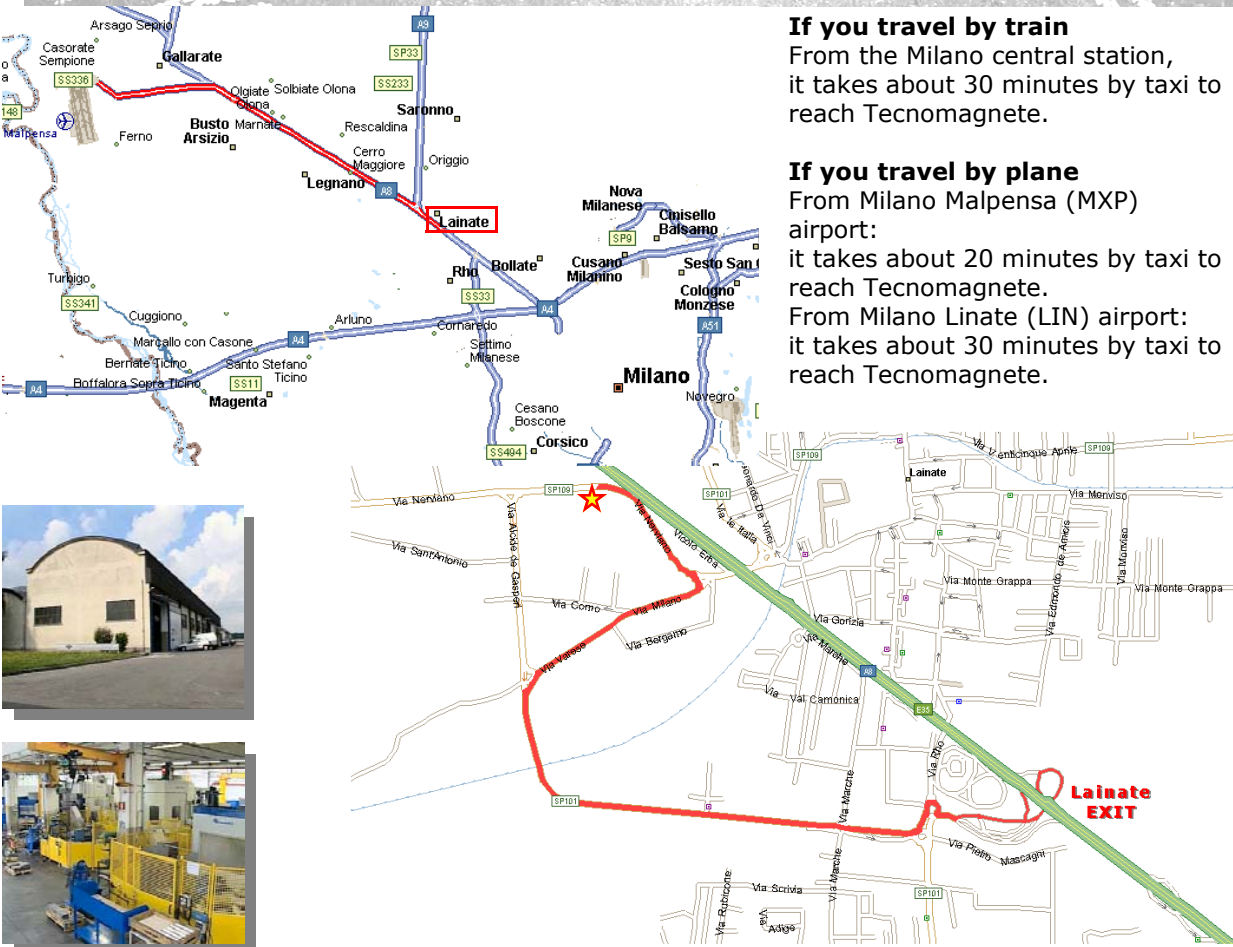 If you travel by train
From the Milano central station,
it takes about 30 minutes by taxi to
reach Tecnomagnete.
If you travel by plane
From Milano Malpensa (MXP)
airport:
it takes about 20 minutes by taxi to
reach Tecnomagnete.
From Milano Linate (LIN) airport:
it takes about 30 minutes by taxi to
reach Tecnomagnete.
Arsago Seprio
A9
Casorate
Sempione
SP33
Gallarate
SS336
SS233
Olgiate
Olona
Solbiate Olona
Saronno
148
Malpensa
Ferno
Busto
Arsizio
Marnate
Rescaldina
Cerro
Maggiore
Origgio
Legnano
A8
Lainate
Nova
Milanese
Cinisello
Balsamo
SP9
Rho
Bollate
Cusano
Milanino
Sesto San
Turbigo
SS33
Cologno
Monzese
SS341
A4
Cuggiono
Arluno
Cornaredo
A51
Marcallo con Casone
A4
Settimo
Milanese
Bernate Ticino
Santo Stefano
Ticino
Milano
A4
Boffalora Sopra Ticino
SS11
Magenta
Novegro
Cesano
Boscone
Corsico
SS494
SP109
Via Venticinque Aprile
SP109
Lainate
Via Nerviano
SP109
SP101
Leonardo Da Vinci
Via Monviso
Via Alcide de Gasperi
Via Nerviano
V.le Italia
Vicolo Erba
Via Sant'Antonio
Via Edmondo de Amicis
Via Monviso
Via Como
Via Milano
Via Monte Grappa
Via Monte Grappa
Via Bergamo
Via Gorizia
Via Marche
Via Varese
A8
Via Val Camonica
E35
Via Rho
Via Marche
SP101
Lainate
EXIT
Via Marche
Via Pietro Mascagni
Via Rubicone
Via Scrivia
SP101
Via
Adige